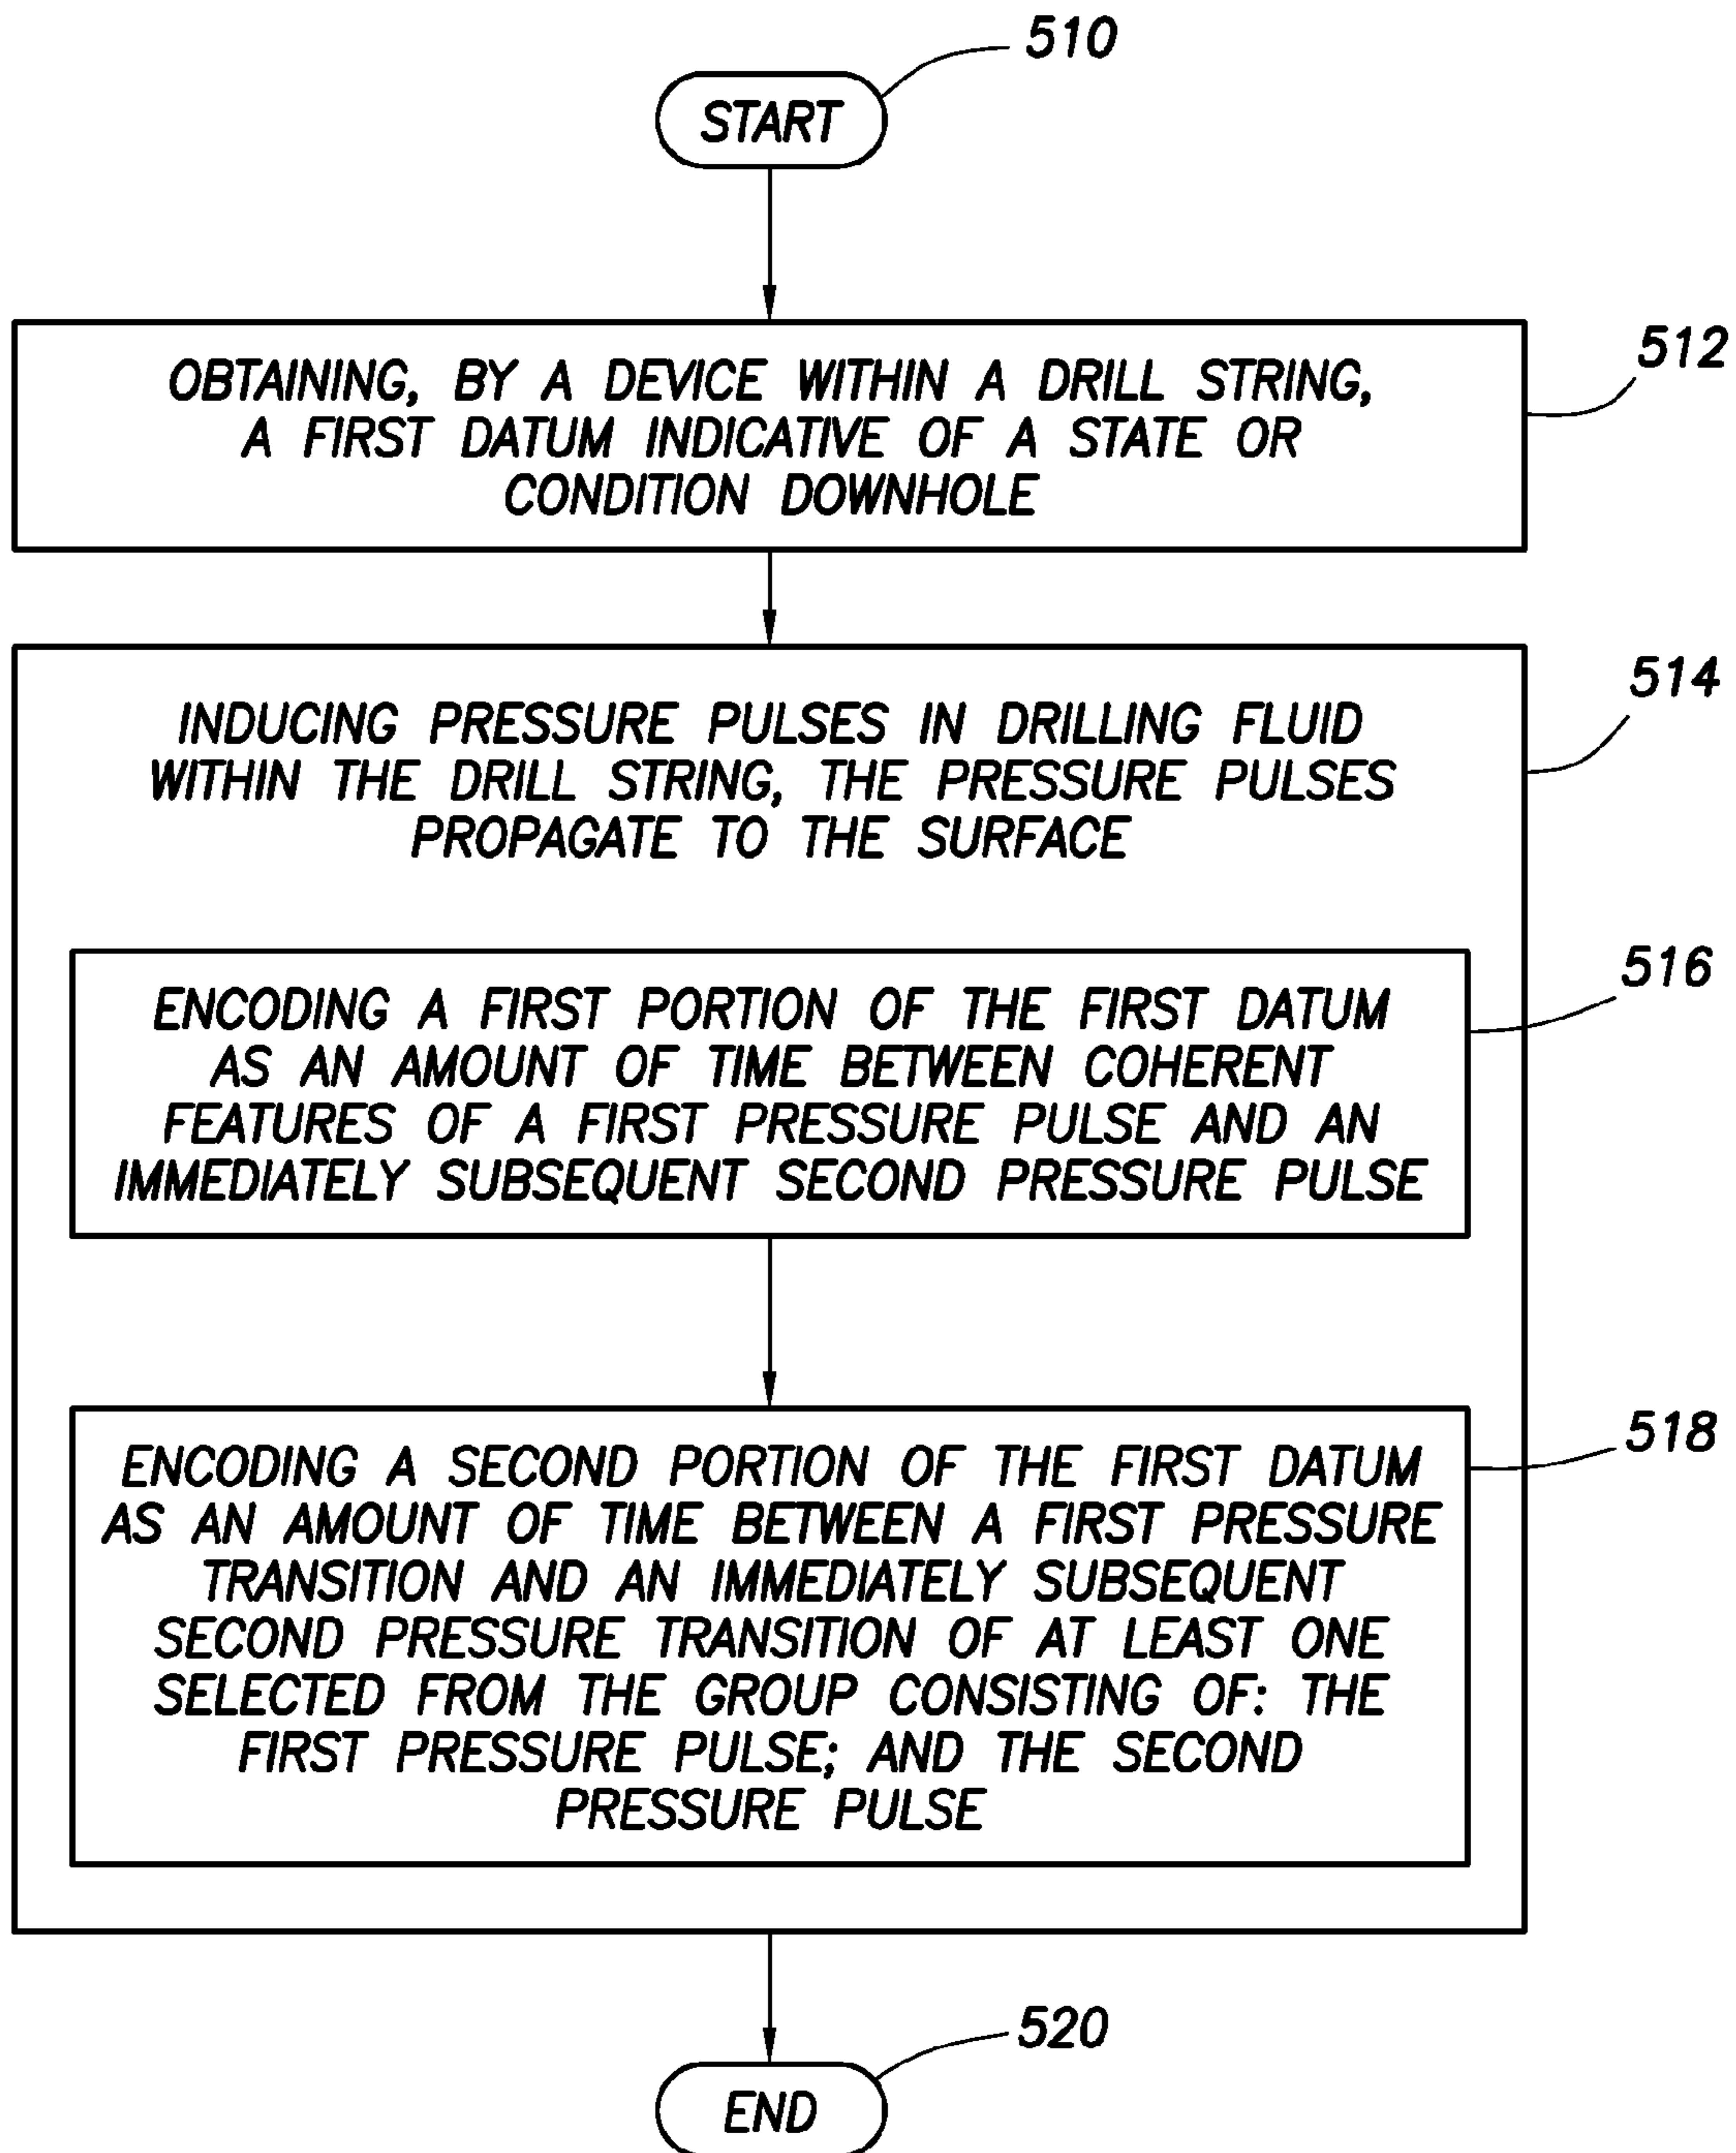 510
START
512
OBTAINING, BY A DEVICE WITHIN A DRILL STRING,
A FIRST DATUM INDICATIVE OF A STATE OR
CONDITION DOWNHOLE
514
INDUCING PRESSURE PULSES IN DRILLING FLUID
WITHIN THE DRILL STRING, THE PRESSURE PULSES
PROPAGATE TO THE SURFACE
516
ENCODING A FIRST PORTION OF THE FIRST DATUM
AS AN AMOUNT OF TIME BETWEEN COHERENT
FEATURES OF A FIRST PRESSURE PULSE AND AN
IMMEDIATELY SUBSEQUENT SECOND PRESSURE PULSE
518
ENCODING A SECOND PORTION OF THE FIRST DATUM
AS AN AMOUNT OF TIME BETWEEN A FIRST PRESSURE
TRANSITION AND AN IMMEDIATELY SUBSEQUENT
SECOND PRESSURE TRANSITION OF AT LEAST ONE
SELECTED FROM THE GROUP CONSISTING OF: THE
FIRST PRESSURE PULSE; AND THE SECOND
PRESSURE PULSE
520
END